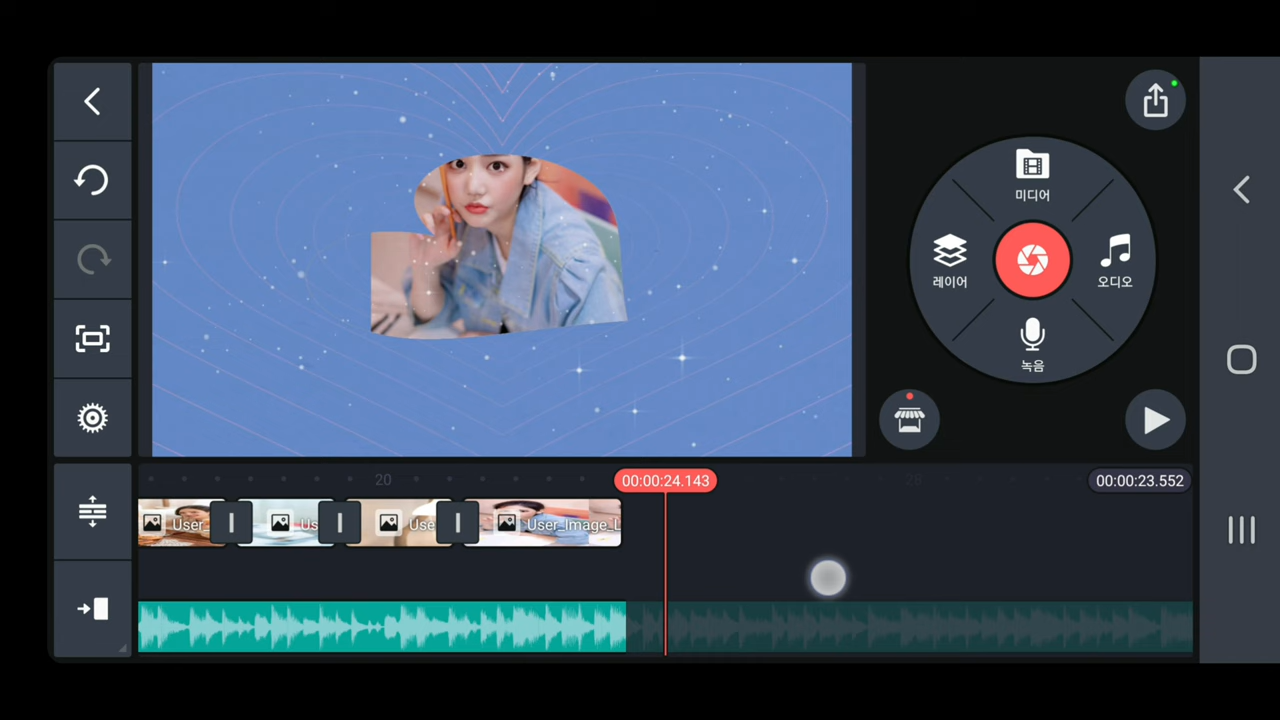 미디어
레이어
오디오
녹음
20
00:00:24.143
28
00:00:23.552
User_
Us
Use
User_Image_L